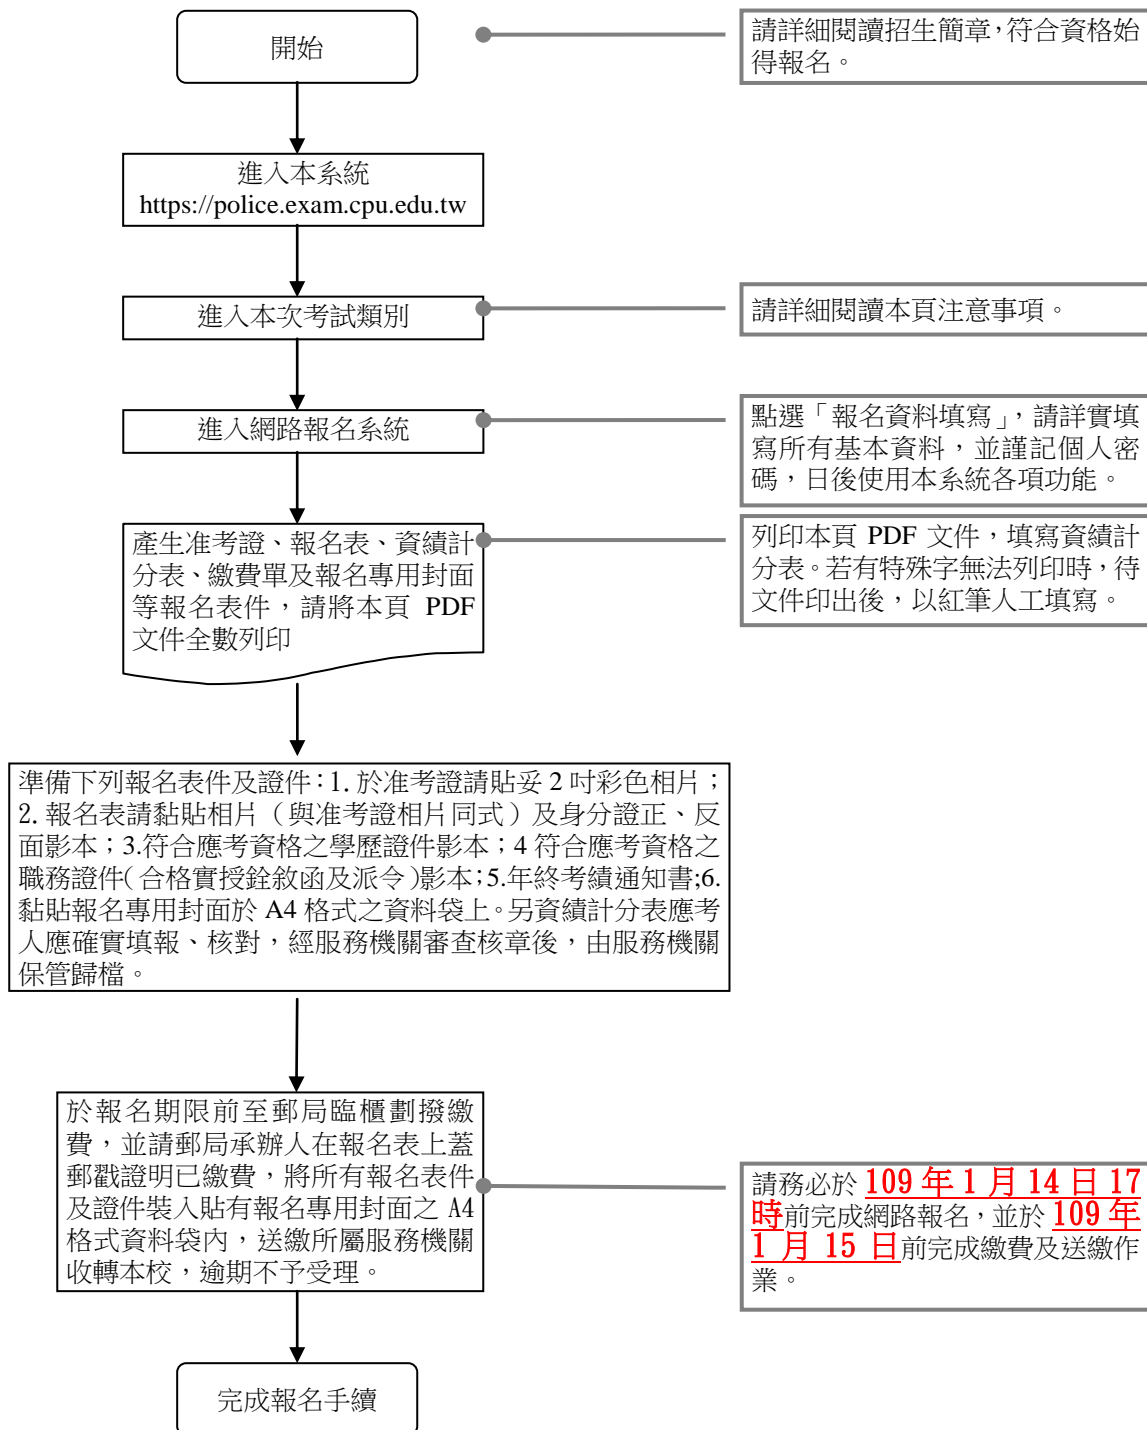 開始
請詳細閱讀招生簡章，符合資格始
得報名。
進入本系統
https://police.exam.cpu.edu.tw
進入本次考試類別
請詳細閱讀本頁注意事項。
進入網路報名系統
點選「報名資料填寫」，請詳實填
寫所有基本資料，並謹記個人密
碼，日後使用本系統各項功能。
產生准考證、報名表、資績計
分表、繳費單及報名專用封面
等報名表件，請將本頁 PDF
文件全數列印
列印本頁 PDF 文件，填寫資績計
分表。若有特殊字無法列印時，待
文件印出後，以紅筆人工填寫。
準備下列報名表件及證件：1. 於准考證請貼妥 2 吋彩色相片；
2. 報名表請黏貼相片（與准考證相片同式）及身分證正、反
面影本；3.符合應考資格之學歷證件影本；4 符合應考資格之
職務證件（合格實授銓敘函及派令）影本；5.年終考績通知書;6.
黏貼報名專用封面於 A4 格式之資料袋上。另資績計分表應考
人應確實填報、核對，經服務機關審查核章後，由服務機關
保管歸檔。
於報名期限前至郵局臨櫃劃撥繳
費，並請郵局承辦人在報名表上蓋
郵戳證明已繳費，將所有報名表件
及證件裝入貼有報名專用封面之 A4
格式資料袋內，送繳所屬服務機關
收轉本校，逾期不予受理。
請務必於 109 年 1 月 14 日 17
時前完成網路報名，並於 109 年
1 月 15 日前完成繳費及送繳作
業。
完成報名手續